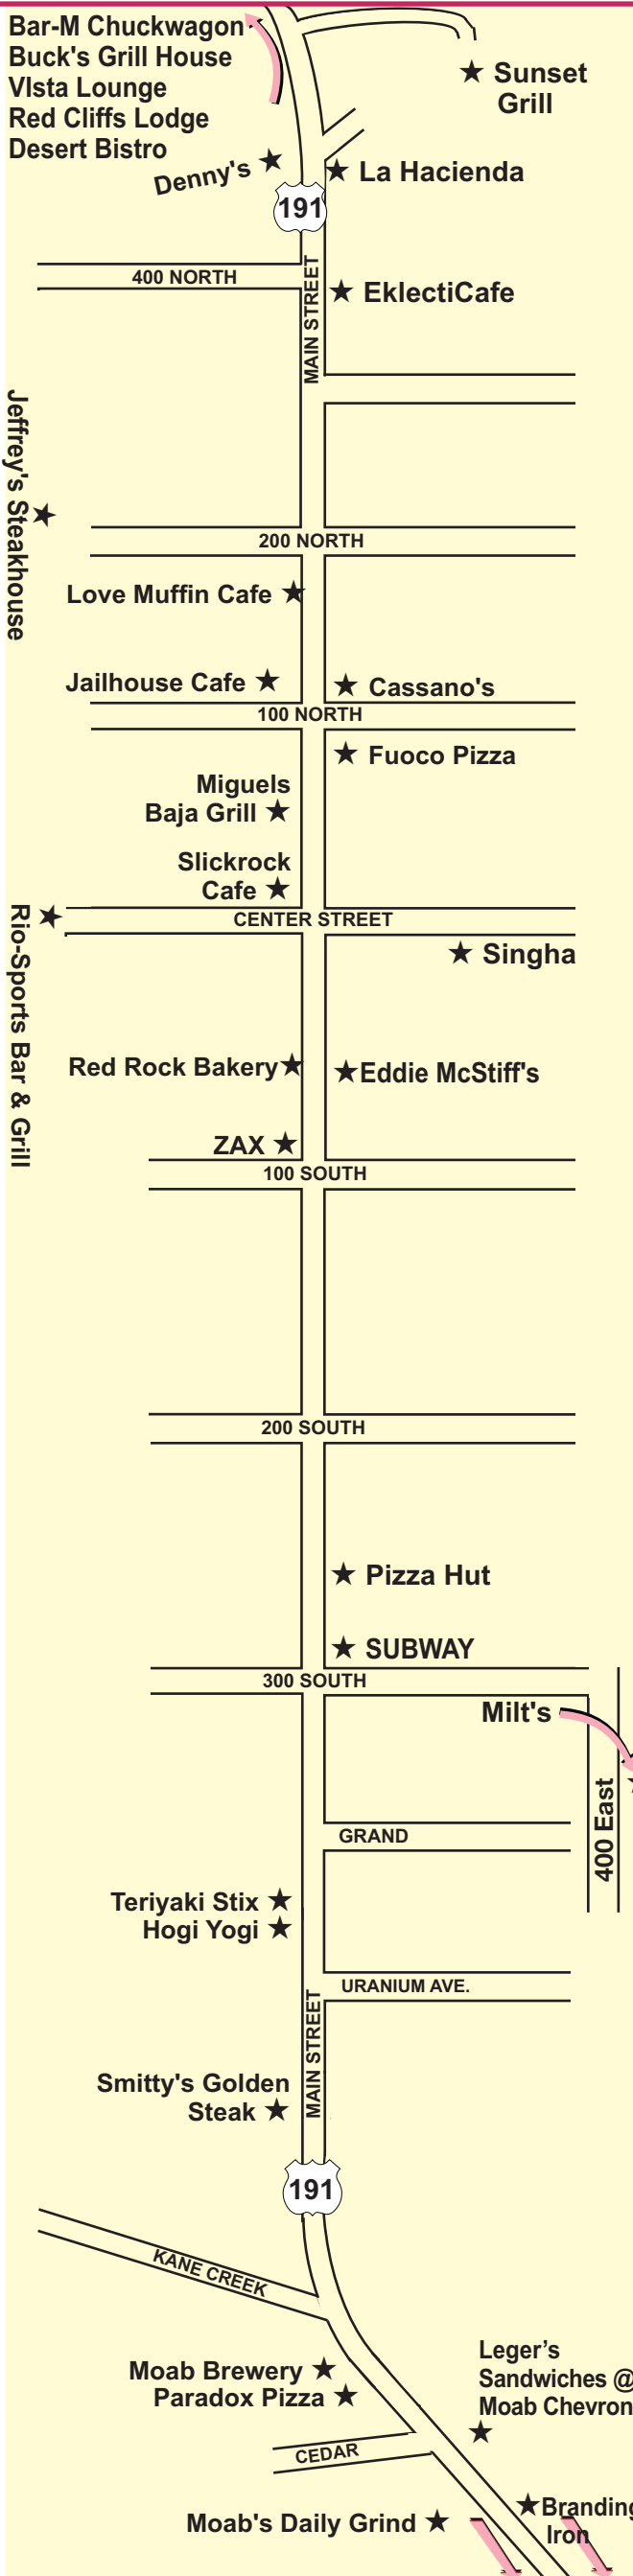 Bar-M Chuckwagon
Buck's Grill House
VIsta Lounge
Red Cliffs Lodge
Desert Bistro
Sunset
Grill
Denny's
La Hacienda
191
400 NORTH
MAIN STREET
EklectiCafe
Jeffrey's Steakhouse
200 NORTH
Love Muffin Cafe
Jailhouse Cafe
Cassano's
100 NORTH
Fuoco Pizza
Miguels
Baja Grill
Slickrock
Cafe
Rio-Sports Bar & Grill
CENTER STREET
Singha
Red Rock Bakery
Eddie McStiff's
ZAX
100 SOUTH
200 SOUTH
Pizza Hut
SUBWAY
300 SOUTH
Milt's
400 East
GRAND
Teriyaki Stix
Hogi Yogi
URANIUM AVE.
MAIN STREET
Smitty's Golden
Steak
191
KANE CREEK
Leger’s
Sandwiches @
Moab Chevron
Moab Brewery
Paradox Pizza
CEDAR
Moab's Daily Grind
Branding
Iron